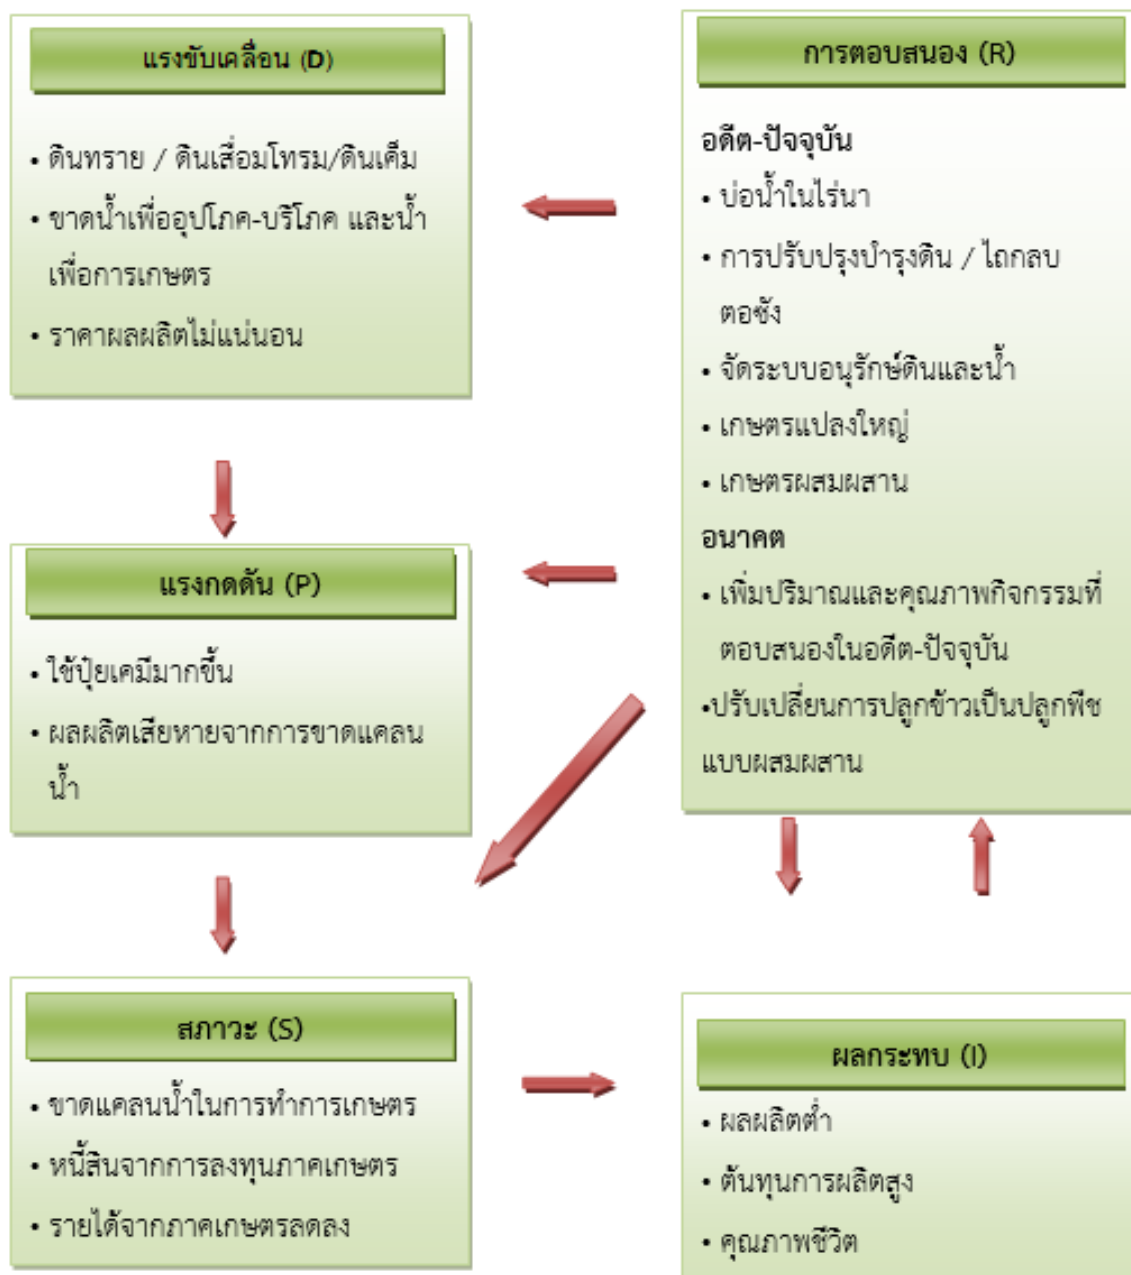 แรงขับเคลื่อน (D)
• ดินทราย / ดินเสื่อมโทรม/ดินเค็ม
• ขาดน้ำเพื่ออุปโภค-บริโภค และน้ำ
เพื่อการเกษตร
• ราคาผลผลิตไม่แน่นอน
แรงกดดัน (P)
• ใช้ปุ๋ยเคมีมากขึ้น
• ผลผลิตเสียหายจากการขาดแคลน
น้ำ
สภาวะ (S)
• ขาดแคลนน้ำในการทำการเกษตร
• หนี้สินจากการลงทุนภาคเกษตร
• รายได้จากภาคเกษตรลดลง
การตอบสนอง (R)
อดีต-ปัจจุบัน
• บ่อน้ำในไร่นา
• การปรับปรุงบำรุงดิน / ไถกลบ
ตอซัง
• จัดระบบอนุรักษ์ดินและน้ำ
• เกษตรแปลงใหญ่
• เกษตรผสมผสาน
อนาคต
• เพิ่มปริมาณและคุณภาพกิจกรรมที่
ตอบสนองในอดีต-ปัจจุบัน
•ปรับเปลี่ยนการปลูกข้าวเป็นปลูกพืช
แบบผสมผสาน
ผลกระทบ (I)
• ผลผลิตต่ำ
• ต้นทุนการผลิตสูง
• คุณภาพชีวิต